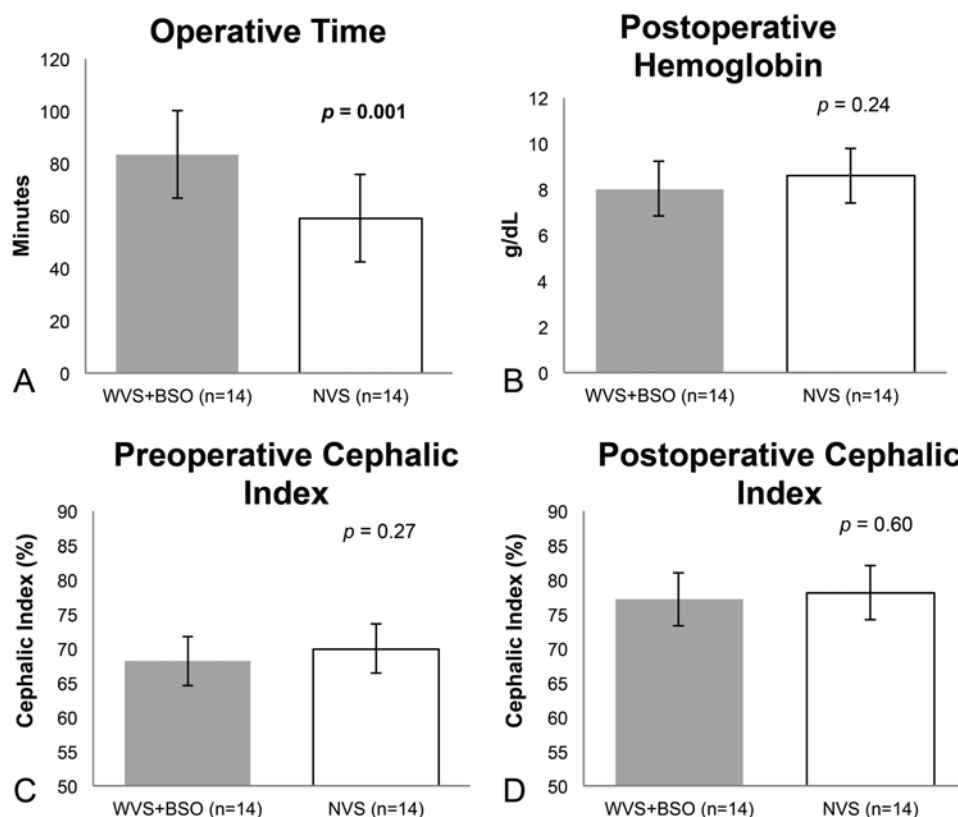 Operative Time
120
100
80
60
40
20
0
Minutes
p = 0.001
A
WVS+BSO (n=14)
NVS (n=14)
Postoperative
Hemoglobin
12
10
8
6
4
2
0
g/dL
p = 0.24
B
WVS+BSO (n=14)
NVS (n=14)
Preoperative Cephalic
Index
90
85
80
75
70
65
60
55
50
Cephalic Index (%)
p = 0.27
C
WVS+BSO (n=14)
NVS (n=14)
Postoperative Cephalic
Index
90
85
80
75
70
65
60
55
50
Cephalic Index (%)
p = 0.60
D
WVS+BSO (n=14)
NVS (n=14)